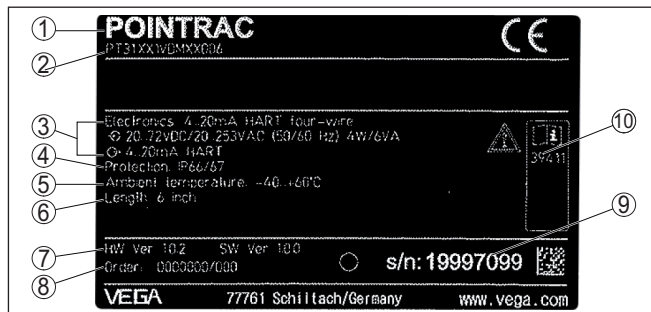 POINTRAC
PT31XX1VDMXX006
Electronics: 4...20mA HART four-wire
20..72VDC/20..253VAC (50/60 Hz) 4W/6VA
4...20mA HART
Protection: IP66/67
Ambient temperature: -40..+60°C
Length: 6 inch
39411
HW Ver: 1.0.2 SW Ver: 1.0.0
Order: 0000000/000
s/n: 19997099
VEGA 77761 Schiltach/Germany www.vega.com
1
2
3
4
5
6
7
8
9
10